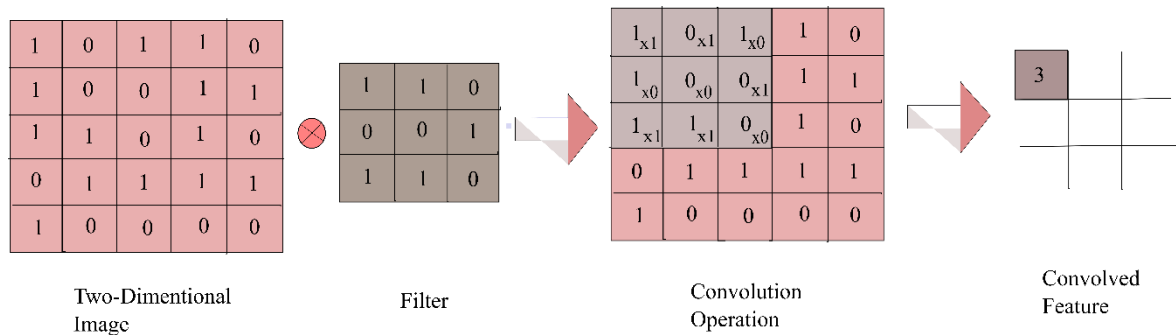 1 0 1 1 0
1 0 0 1 1
1 1 0 1 0
0 1 1 1 1
1 0 0 0 0
1 1 0
0 0 1
1 1 0
1x1 0x1 1x0 1 0
1x0 0x0 0x1 1 1
1x1 1x1 0x0 1 0
0 1 1 1 1
1 0 0 0 0
3
Two-Dimentional
Image
Filter
Convolution
Operation
Convolved
Feature